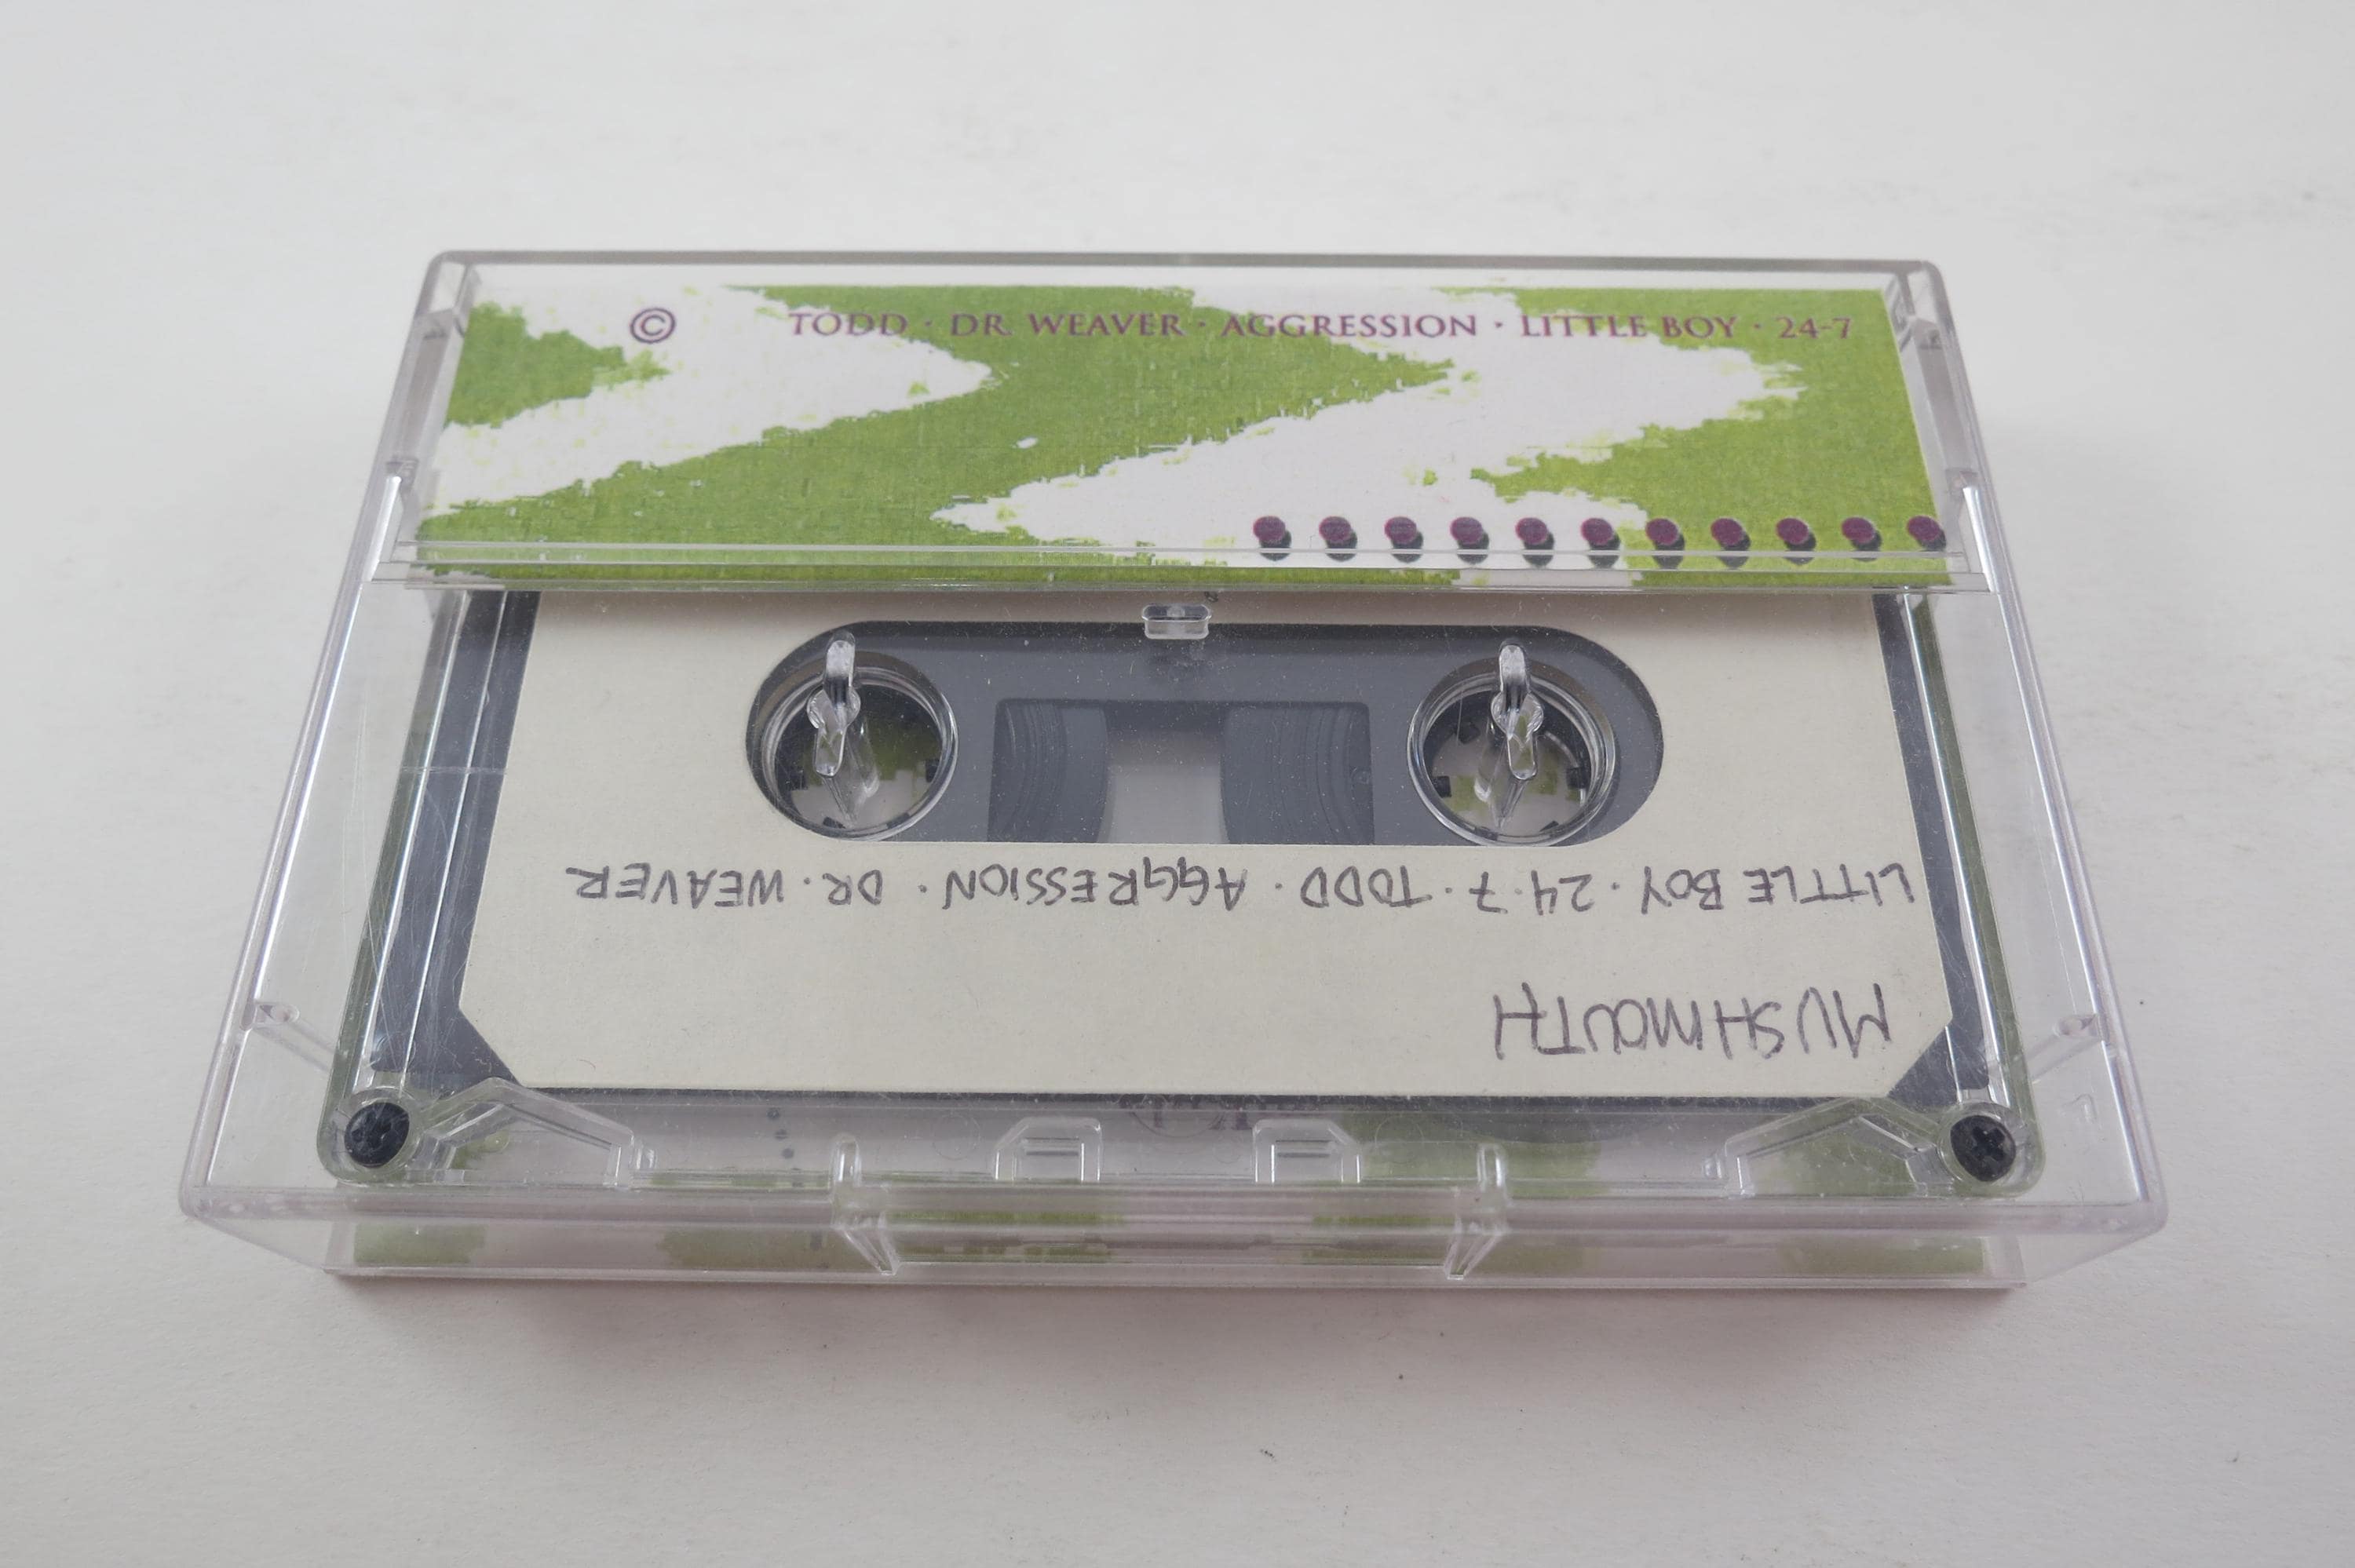 © TODD · DR. WEAVER · AGGRESSION · LITTLE BOY · 24-7
MUSHMOUTH
LITTLE BOY · 24·7 · TODD · AGGRESSION · DR. WEAVER